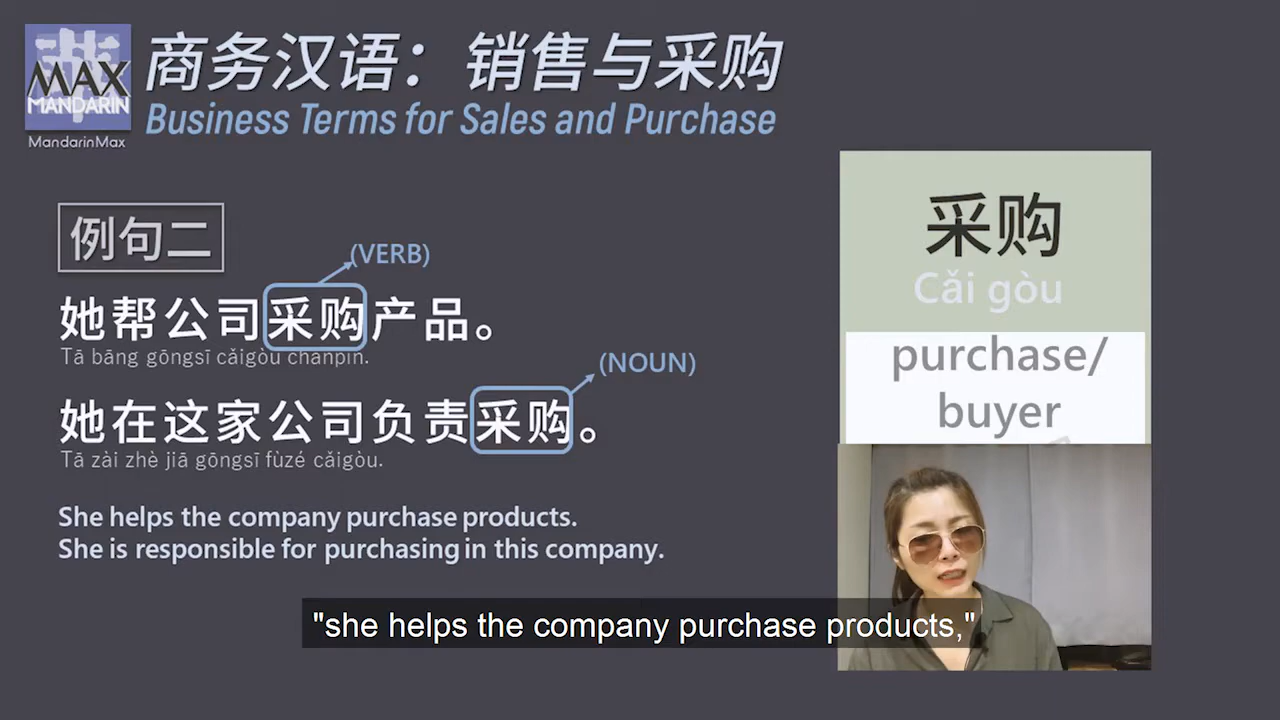 MAX
MANDARIN
MandarinMax
商务汉语：销售与采购
Business Terms for Sales and Purchase
例句二
(VERB)
她帮公司采购产品。
Tā bāng gōngsī cǎigòu chǎnpǐn.
(NOUN)
她在这家公司负责采购。
Tā zài zhè jiā gōngsī fùzé cǎigòu.
She helps the company purchase products.
She is responsible for purchasing in this company.
采购
Cǎi gòu
purchase/
buyer
"she helps the company purchase products,"